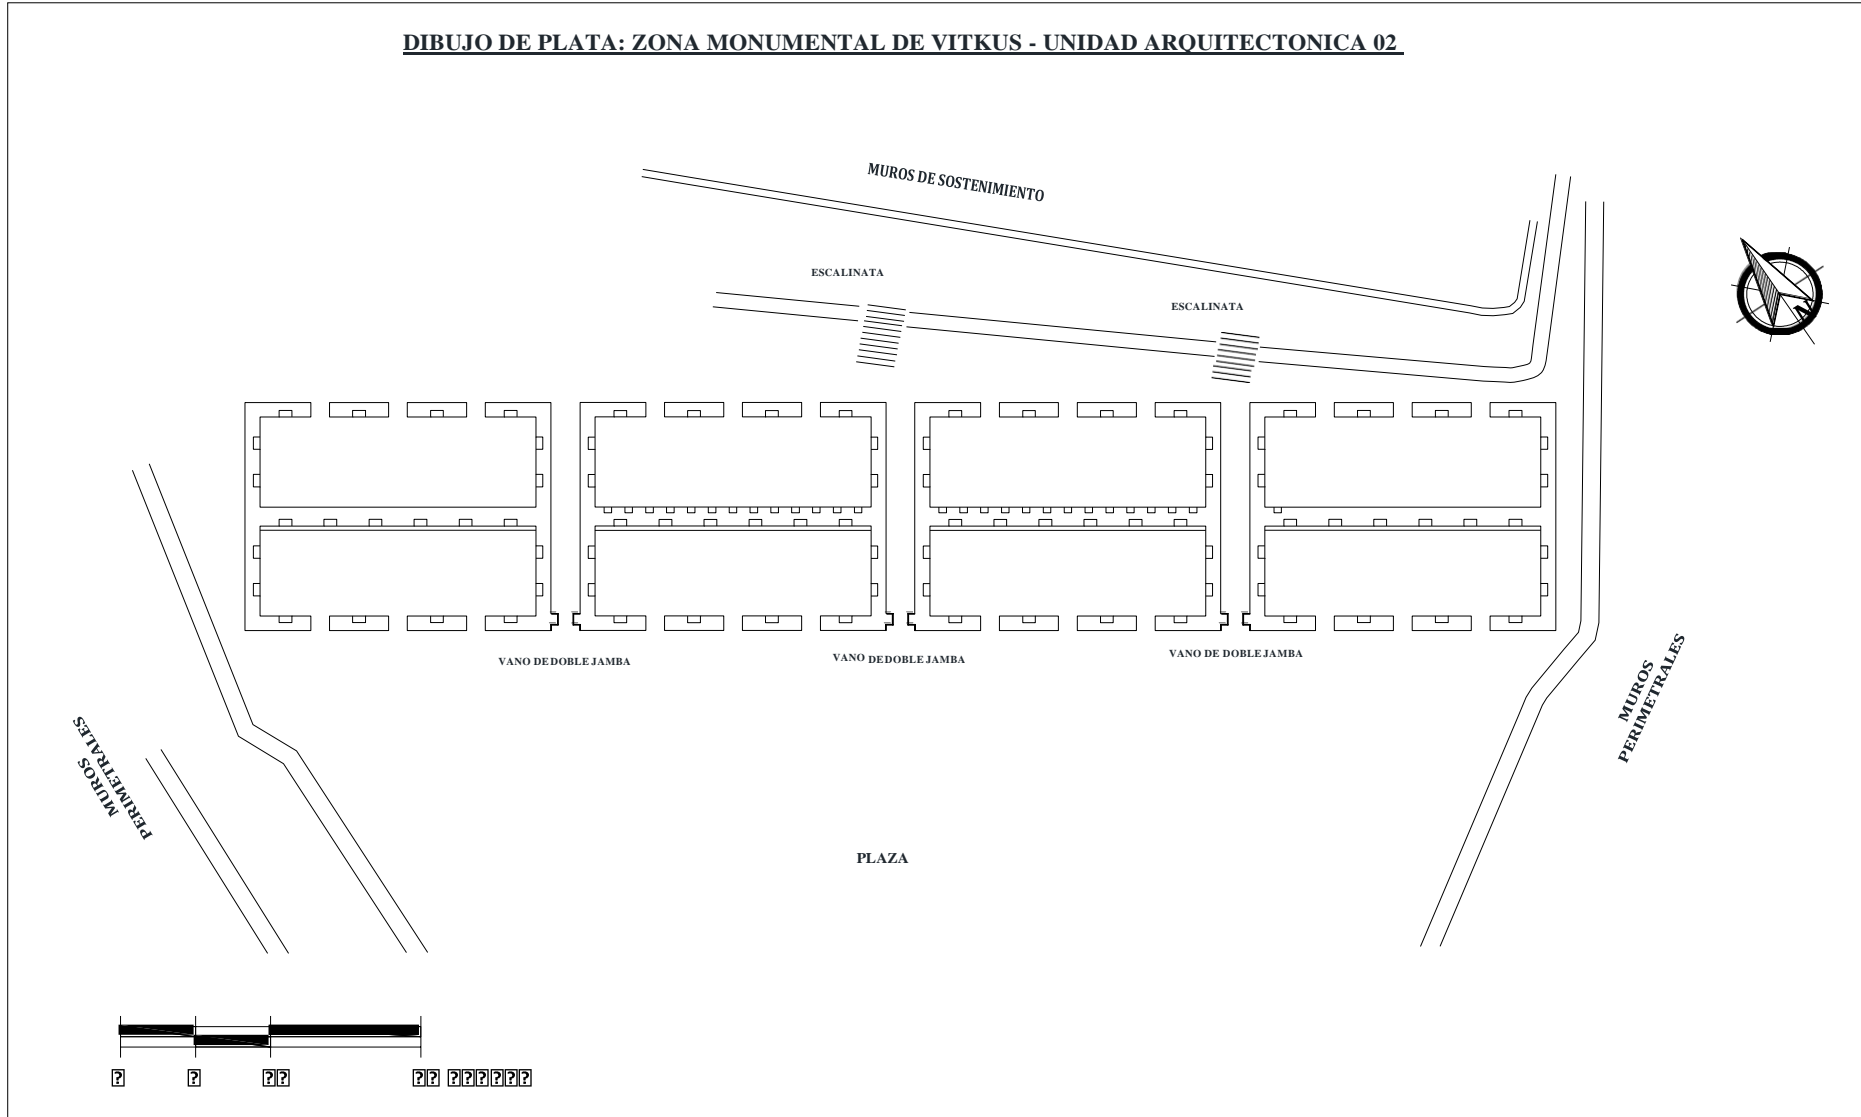 DIBUJO DE PLATA: ZONA MONUMENTAL DE VITKUS - UNIDAD ARQUITECTONICA 02
MUROS DE SOSTENIMIENTO
ESCALINATA
ESCALINATA
N
VANO DE DOBLE JAMBA
VANO DE DOBLE JAMBA
VANO DE DOBLE JAMBA
MUROS
PERIMETRALES
MUROS
PERIMETRALES
PLAZA